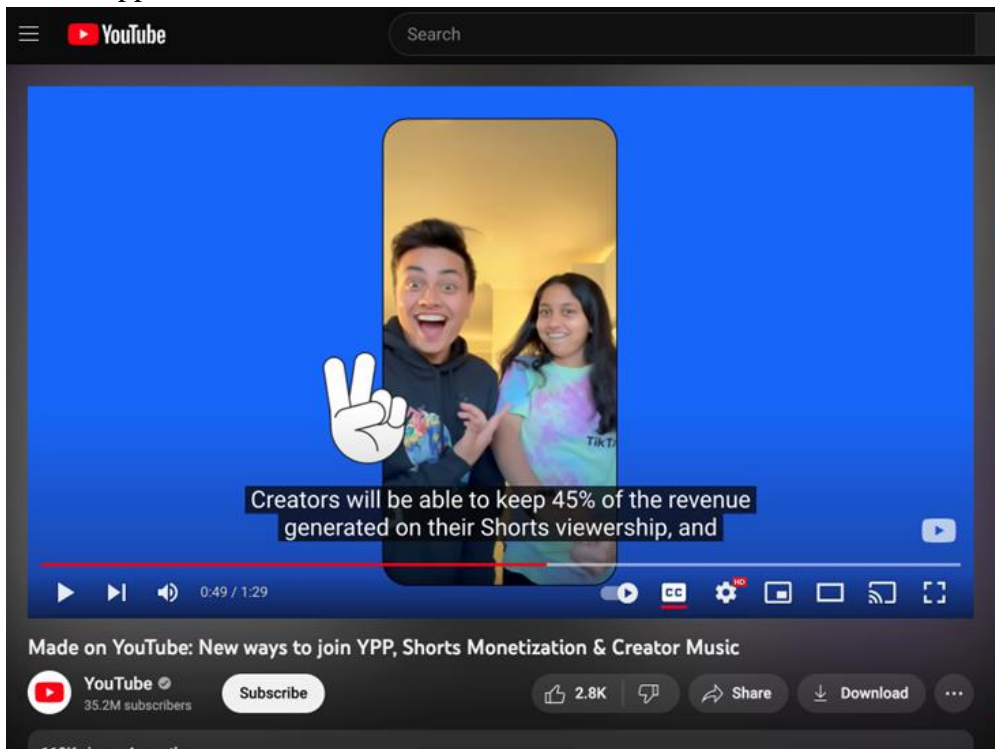 YouTube
Search
TikT
Creators will be able to keep 45% of the revenue
generated on their Shorts viewership, and
0:49 / 1:29
CC
HD
Made on YouTube: New ways to join YPP, Shorts Monetization & Creator Music
YouTube
35.2M subscribers
Subscribe
2.8K
Share
Download